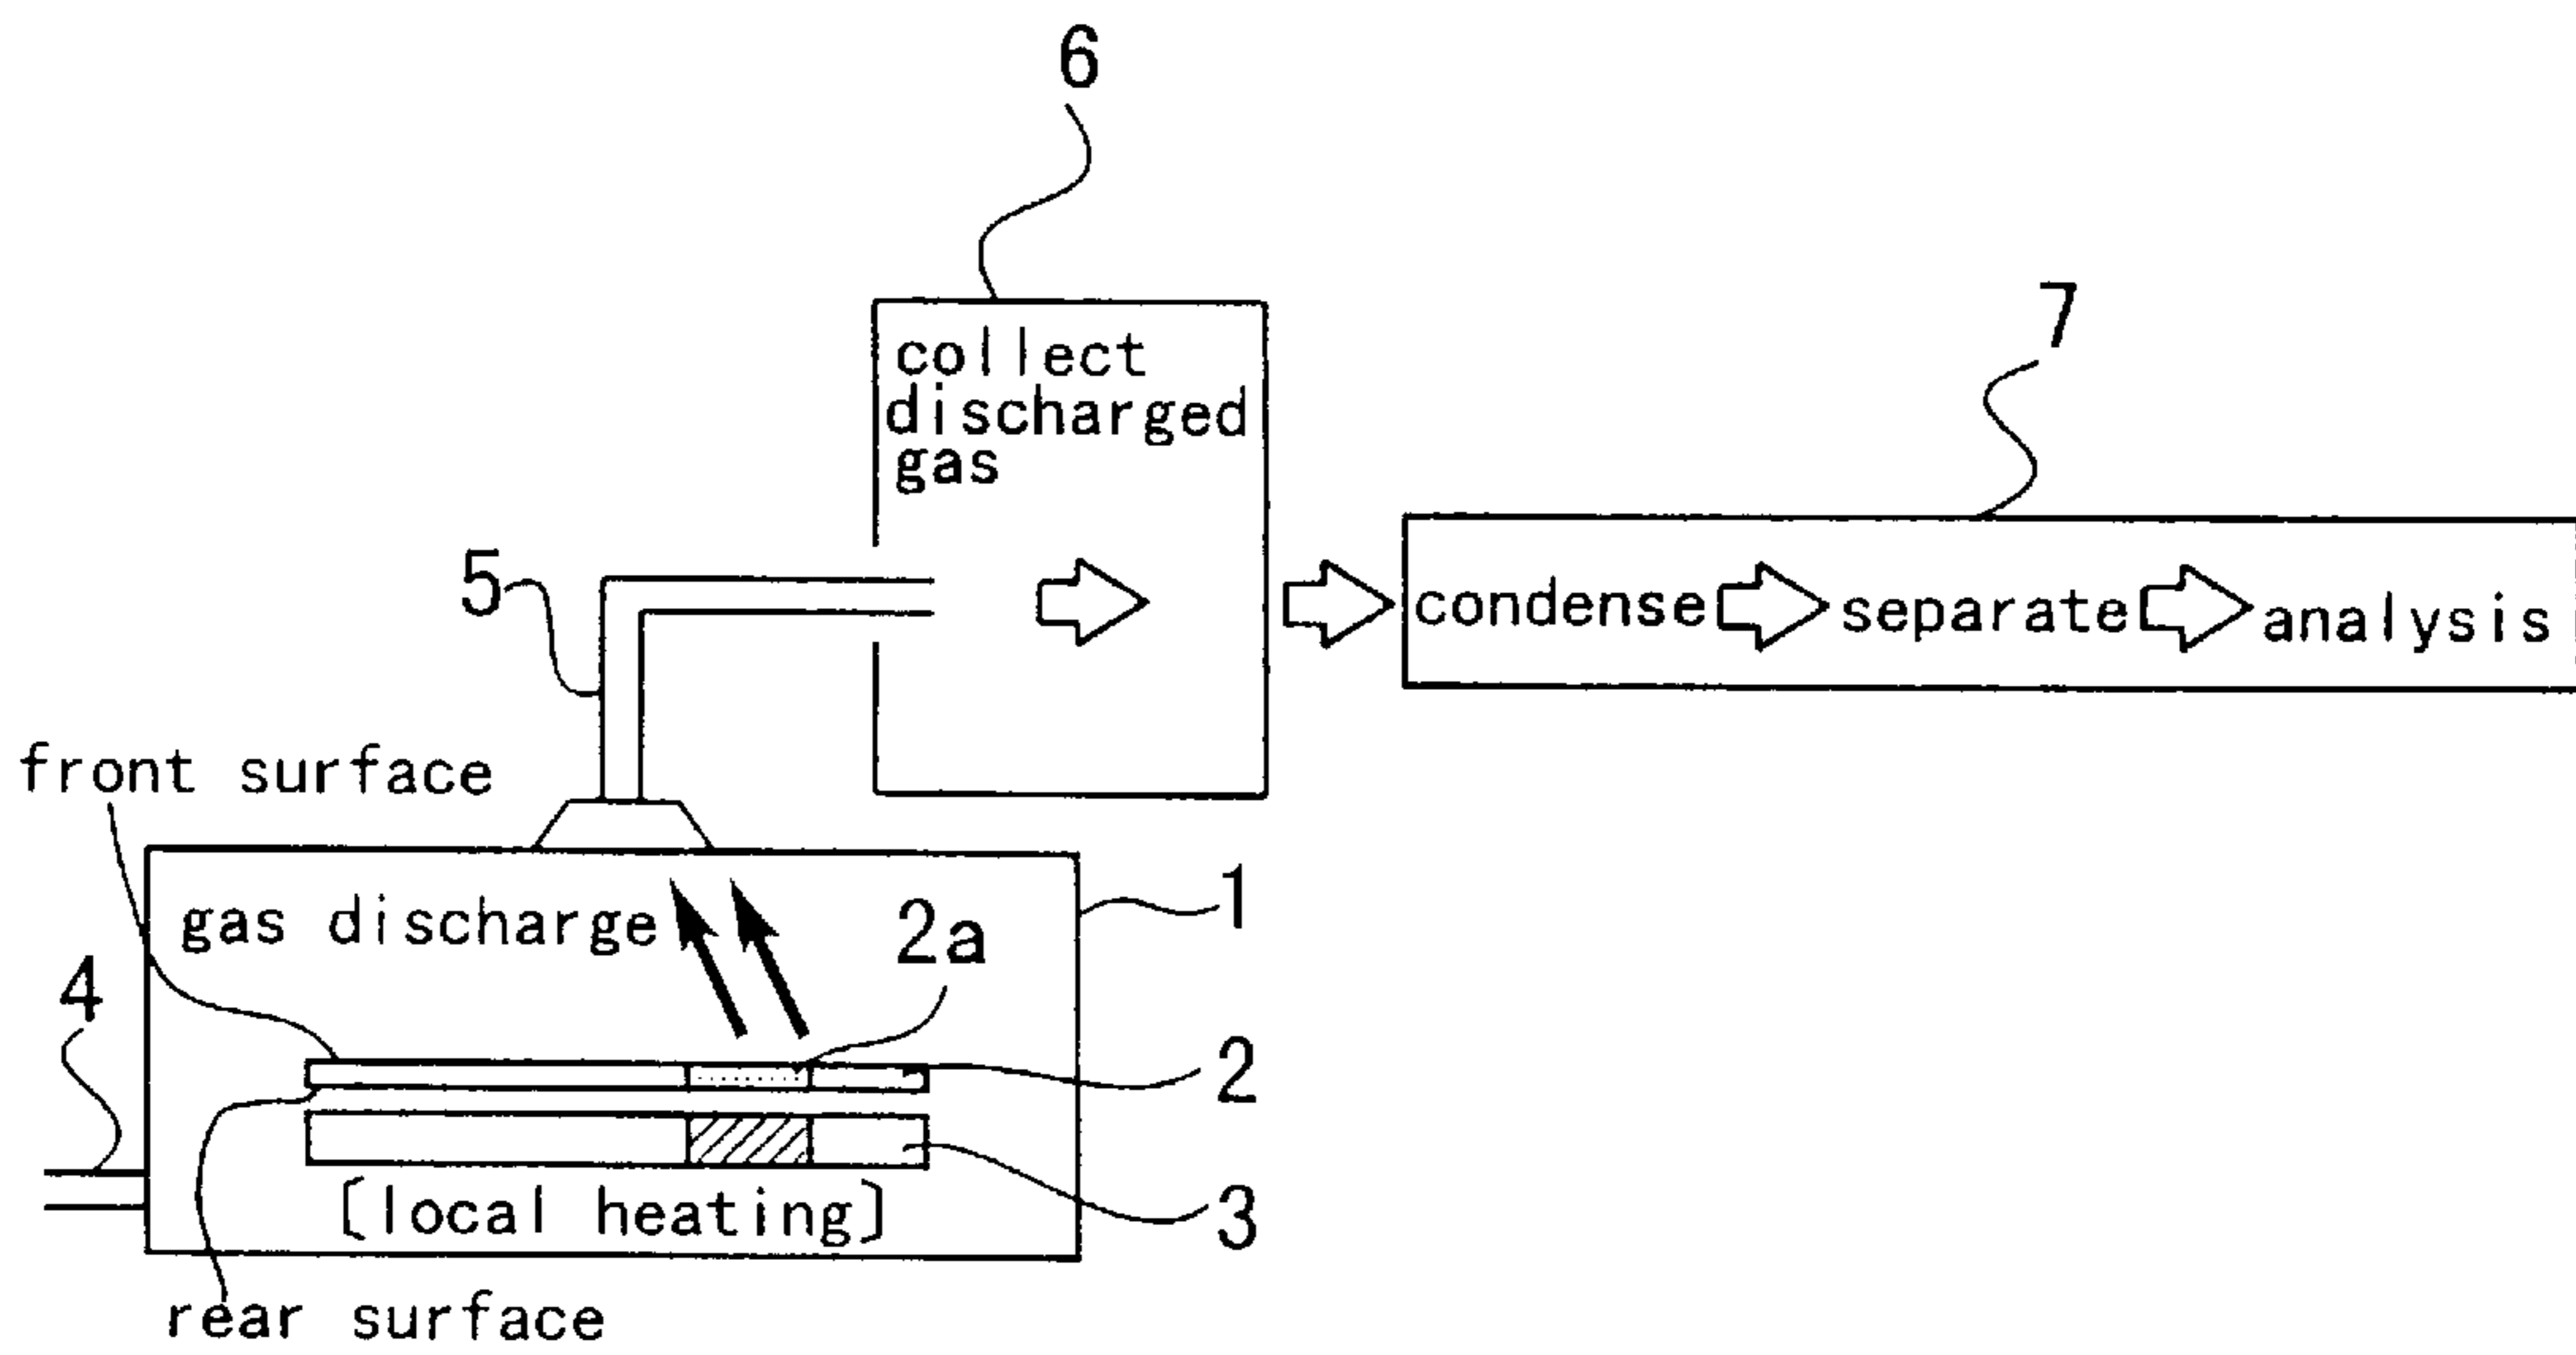 6
7
collect
discharged
gas
5
condense separate analysis
front surface
1
gas discharge
2a
4
2
3
[local heating]
rear surface